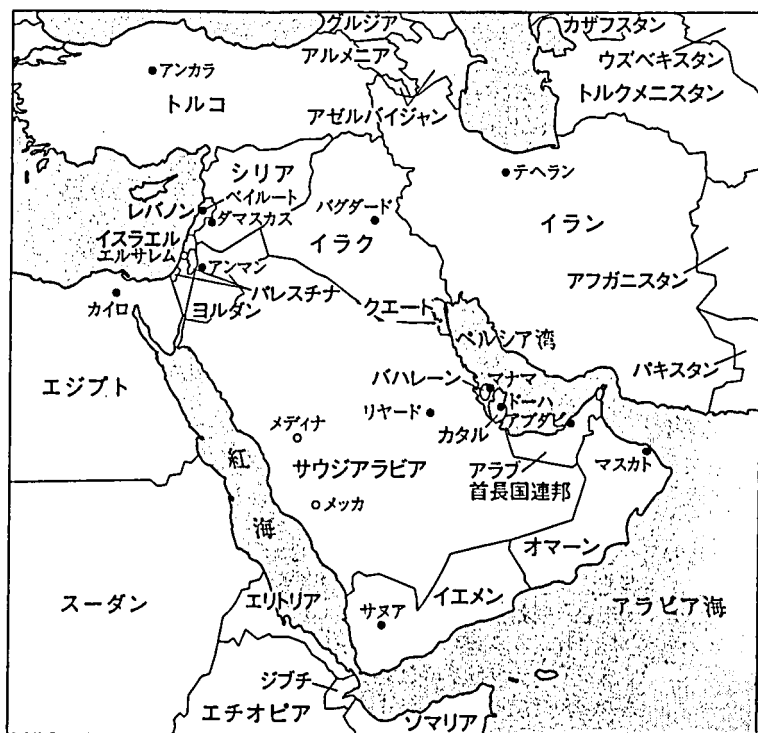 グルジア
カザフスタン
アルメニア
ウズベキスタン
アンカラ
トルコ
アゼルバイジャン
トルクメニスタン
シリア
テヘラン
レバノン
ベイルート
ダマスカス
バグダード
イラン
イスラエル
エルサレム
イラク
アンマン
アフガニスタン
パレスチナ
カイロ
ヨルダン
クエート
ペルシア湾
パキスタン
エジプト
バハレーン
マナマ
ドーハ
リヤード
カタル
アブダビ
メディナ
紅
海
サウジアラビア
アラブ
首長国連邦
マスカト
メッカ
オマーン
スーダン
エリトリア
サヌア
イエメン
アラビア海
ジブチ
エチオピア
ソマリア